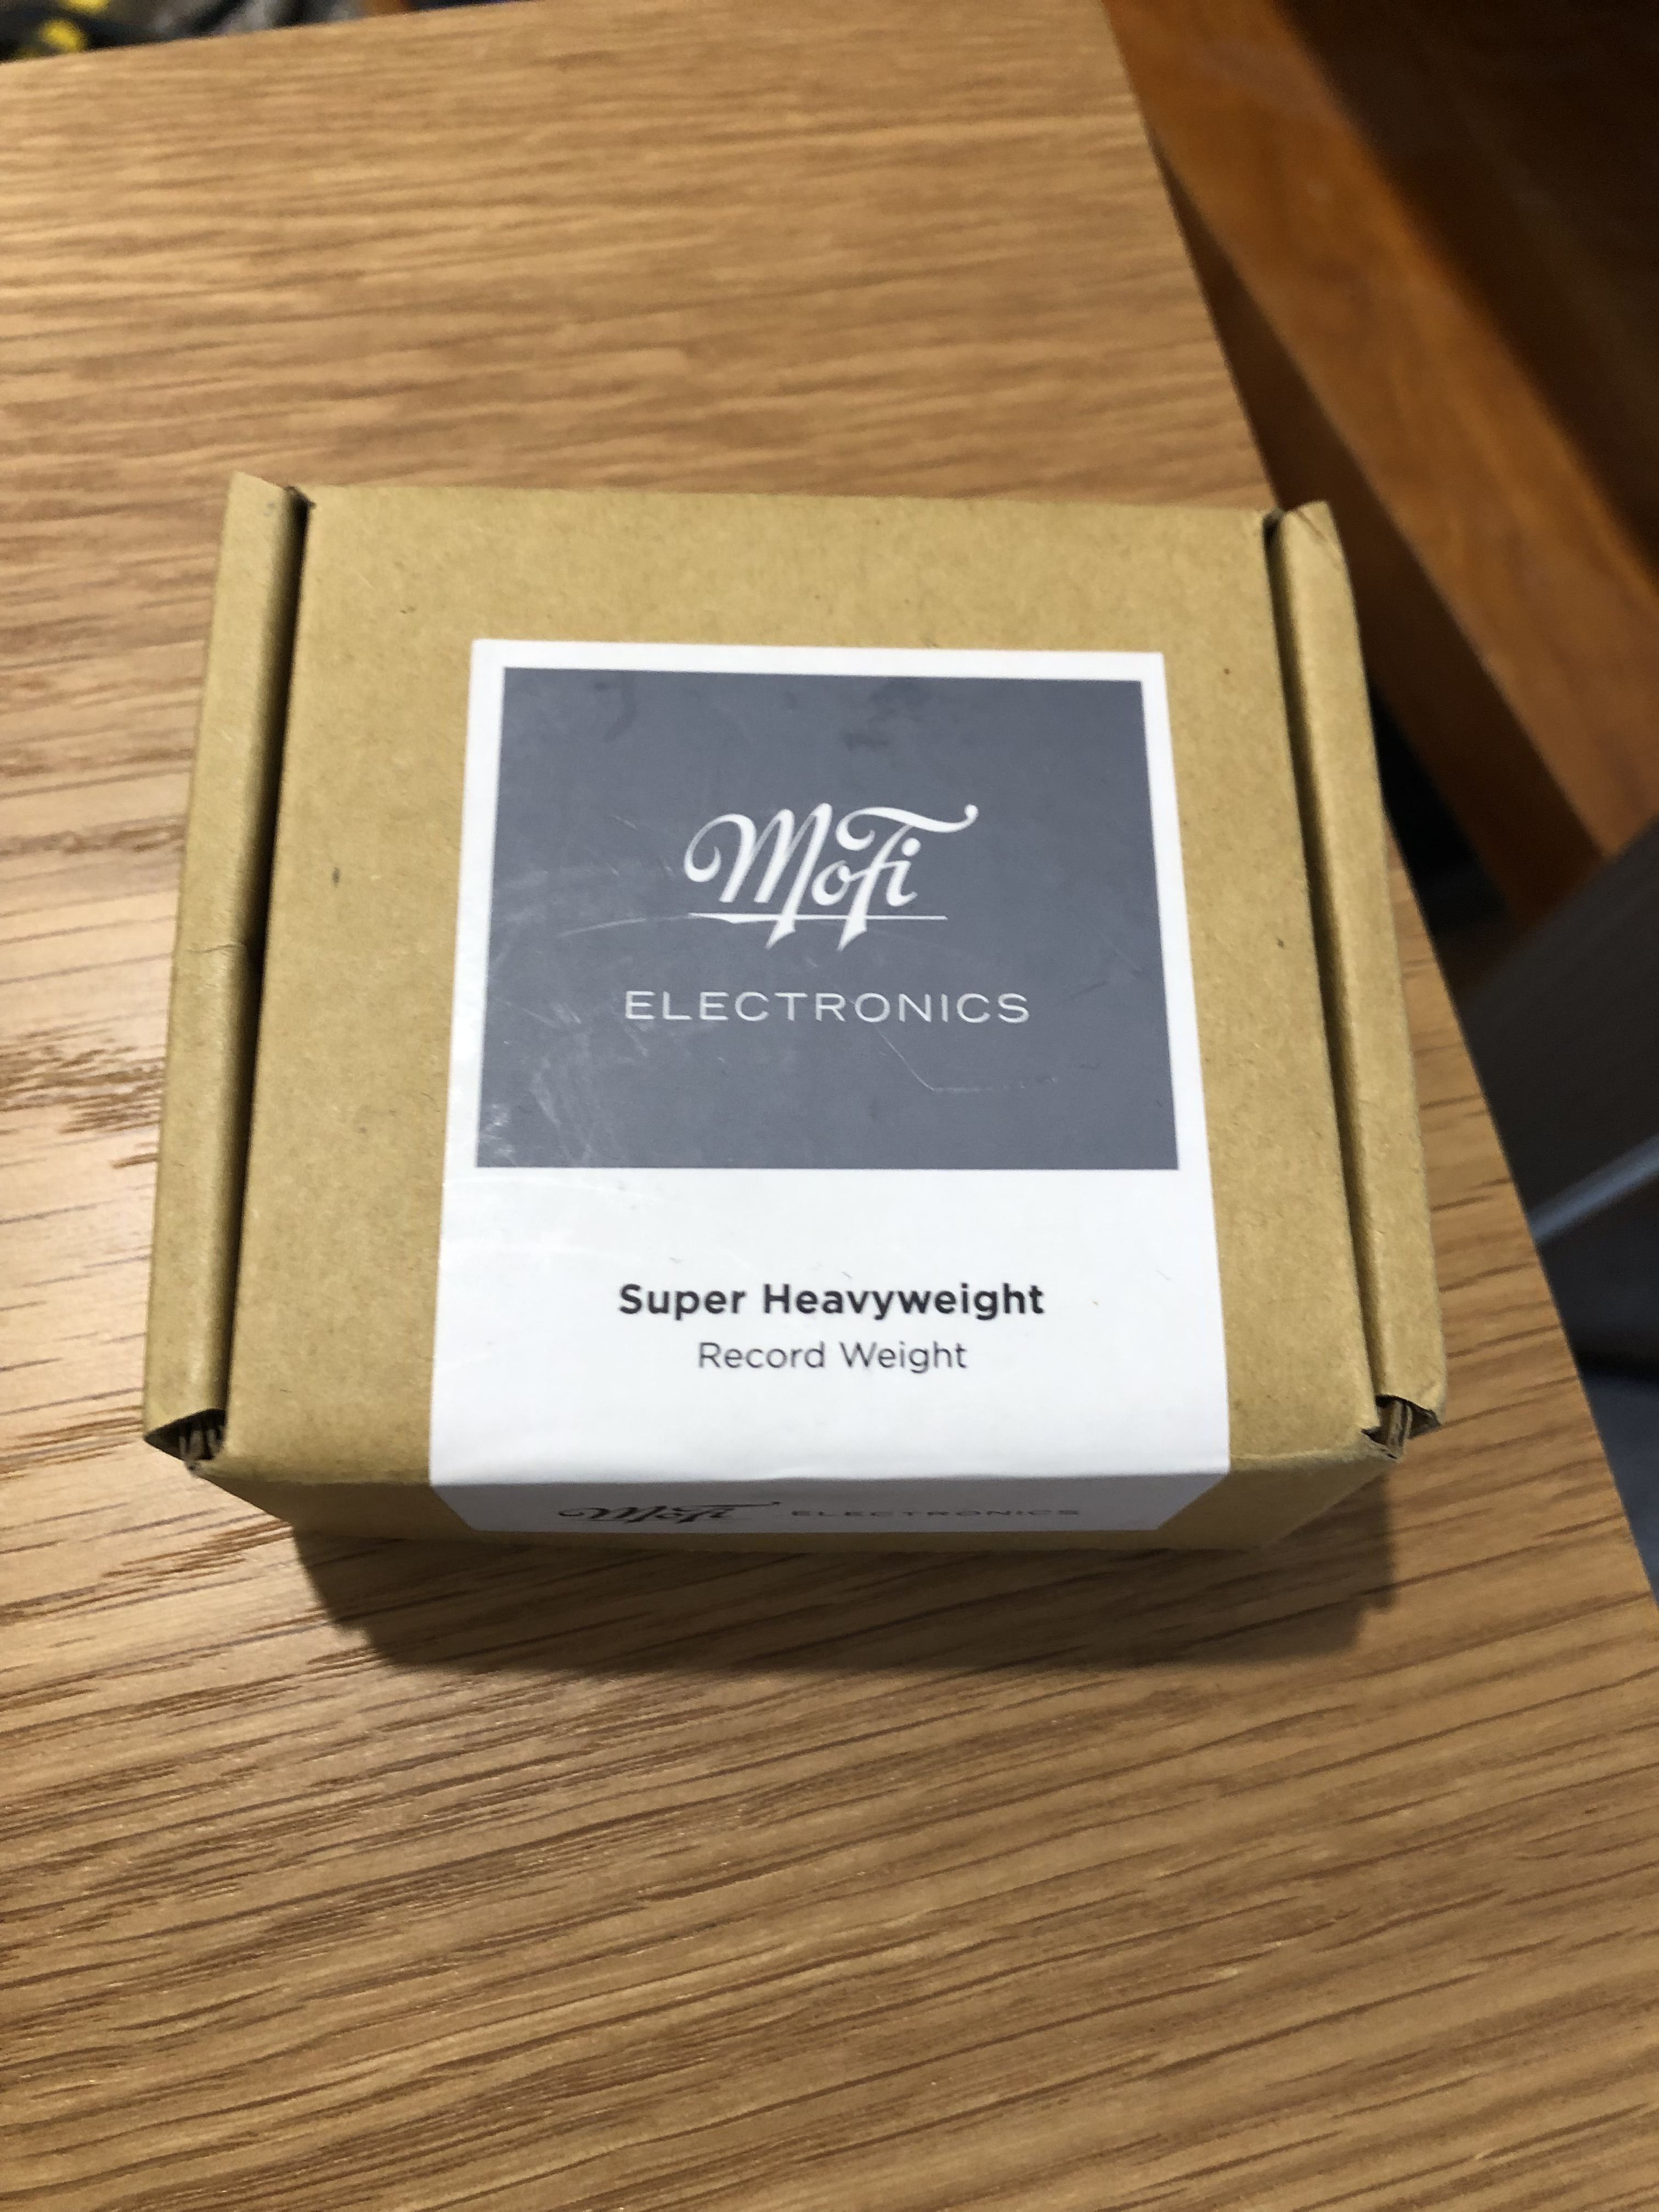 MoFi
ELECTRONICS
Super Heavyweight
Record Weight
MoFi ELECTRONICS